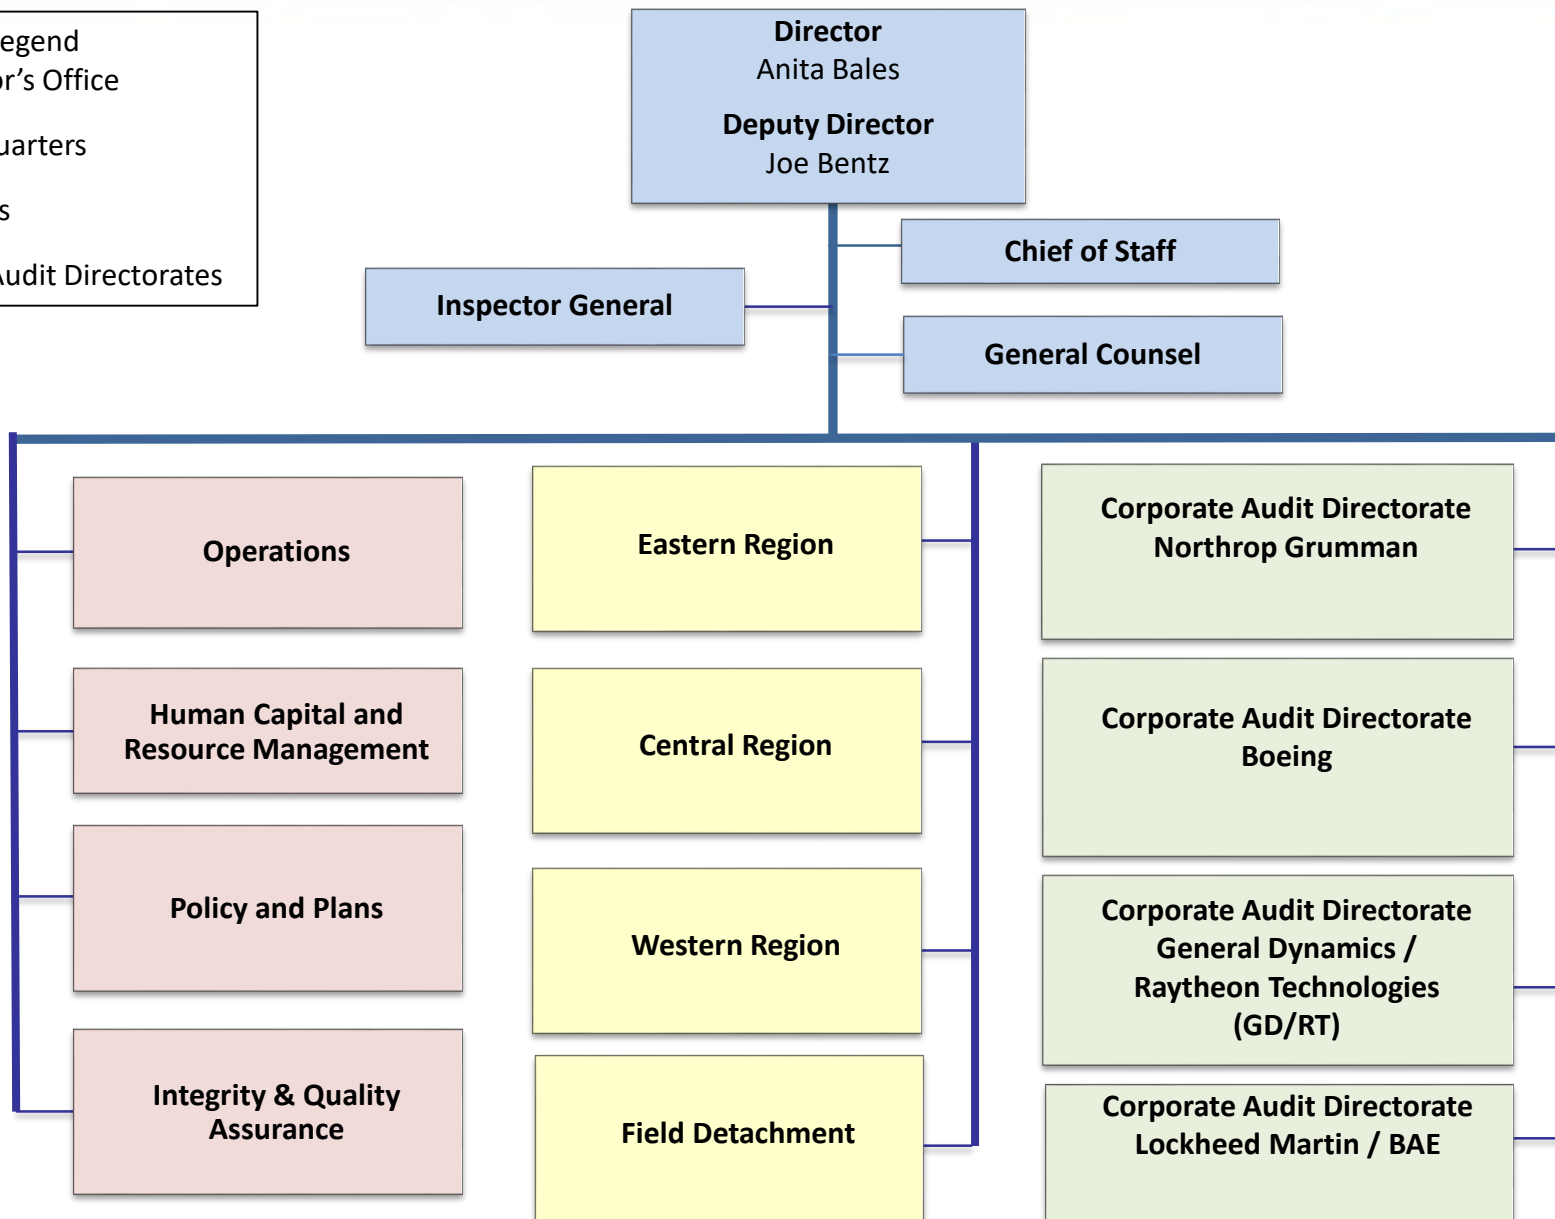 egend
or's Office
uarters
s
Audit Directorates
Director
Anita Bales
Deputy Director
Joe Bentz
Chief of Staff
Inspector General
General Counsel
Operations
Human Capital and
Resource Management
Policy and Plans
Integrity & Quality
Assurance
Eastern Region
Central Region
Western Region
Field Detachment
Corporate Audit Directorate
Northrop Grumman
Corporate Audit Directorate
Boeing
Corporate Audit Directorate
General Dynamics /
Raytheon Technologies
(GD/RT)
Corporate Audit Directorate
Lockheed Martin / BAE